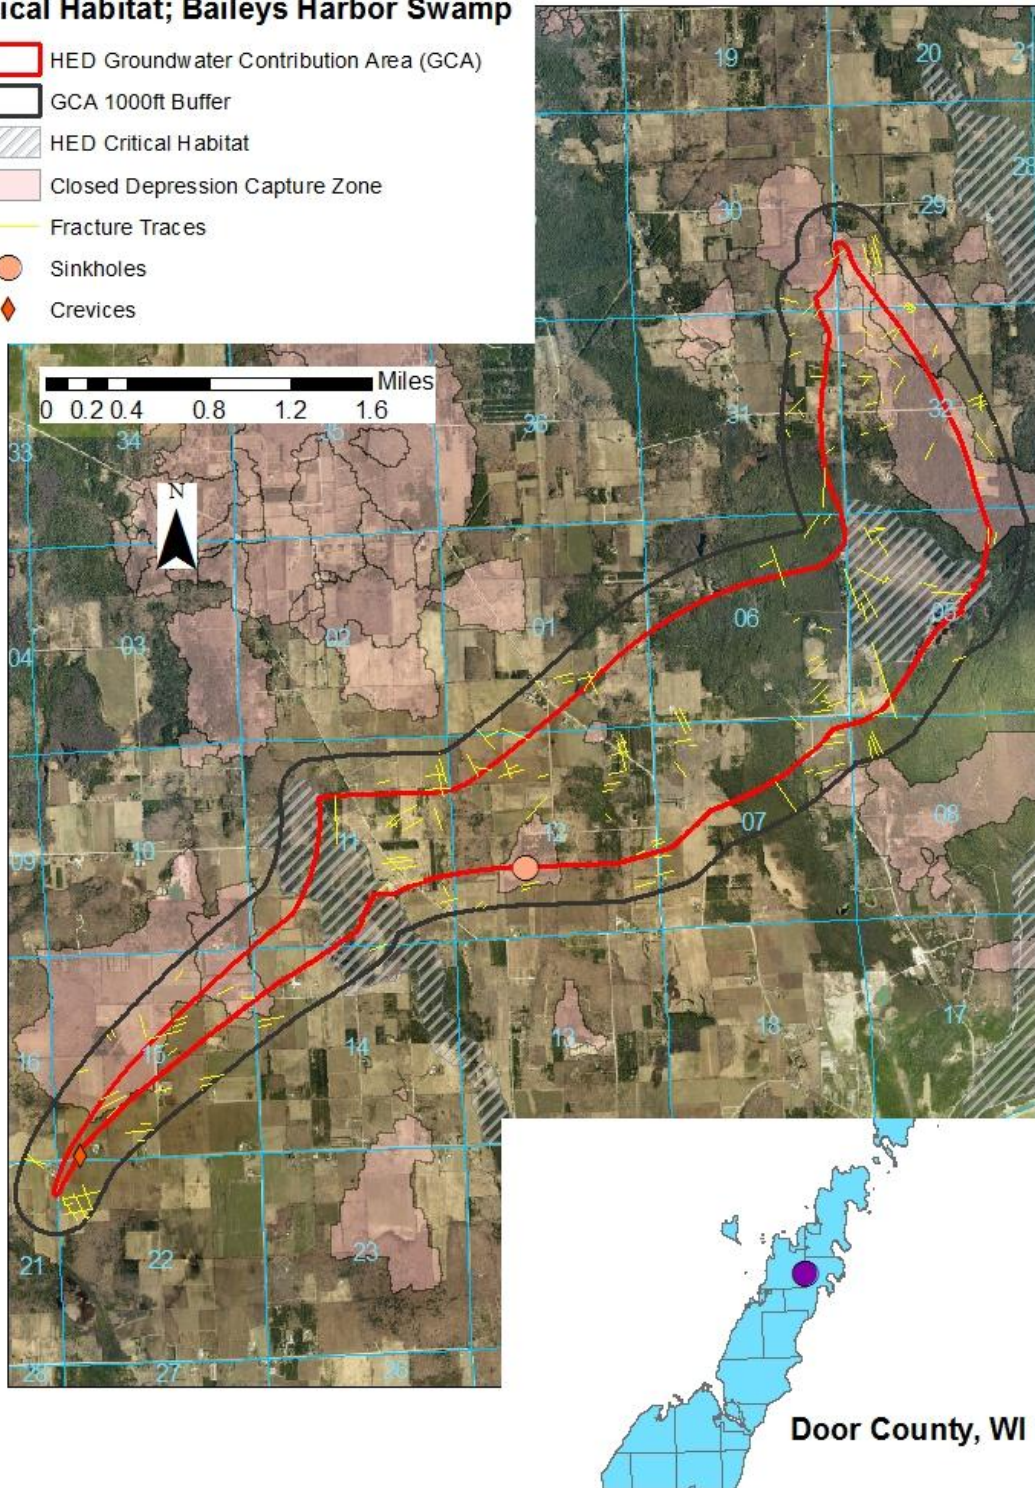 ical Habitat; Baileys Harbor Swamp
HED Groundwater Contribution Area (GCA)
GCA 1000ft Buffer
HED Critical Habitat
Closed Depression Capture Zone
Fracture Traces
Sinkholes
Crevices
19 20 21
30 29 28
Miles
0 0.2 0.4 0.8 1.2 1.6
33 34 35 36 31 32
N
04 03 02 01 06 05
09 10 11 12 07 08
16 15 14 13 18 17
21 22 23
28 27 26
Door County, WI